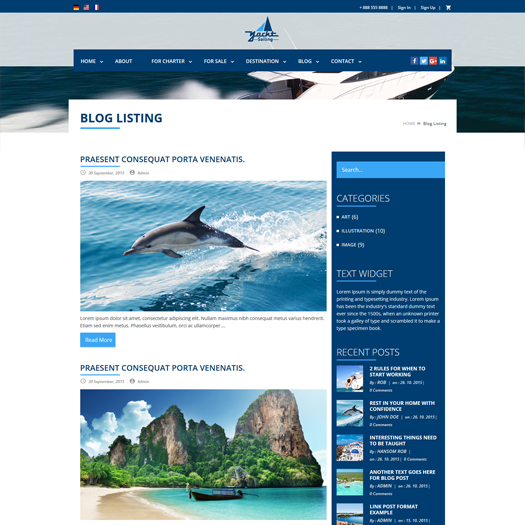 + 888 555 8888 | Sign In | Sign Up |
Yacht
Sailing
HOME ABOUT FOR CHARTER FOR SALE DESTINATION BLOG CONTACT
BLOG LISTING
HOME Blog Listing
PRAESENT CONSEQUAT PORTA VENENATIS.
30 September, 2015 Admin
Lorem ipsum dolor sit amet, consectetur adipiscing elit. Nullam maximus nibh consequat metus varius hendrerit.
Etiam sed enim metus. Phasellus vestibulum, orci ac ullamcorper ...
Read More
PRAESENT CONSEQUAT PORTA VENENATIS.
30 September, 2015 Admin
Search...
CATEGORIES
ART (6)
ILLUSTRATION (10)
IMAGE (9)
TEXT WIDGET
Lorem Ipsum is simply dummy text of the
printing and typesetting industry. Lorem Ipsum
has been the industry's standard dummy text
ever since the 1500s, when an unknown printer
took a galley of type and scrambled it to make a
type specimen book.
RECENT POSTS
2 RULES FOR WHEN TO
START WORKING
By : ROB | on : 26. 10. 2015 |
0 Comments
REST IN YOUR HOME WITH
CONFIDENCE
By : JOHN DOE | on : 26. 10. 2015 |
0 Comments
INTERESTING THINGS NEED
TO BE TAUGHT
By : HANSOM ROB |
on : 26. 10. 2015 | 0 Comments
ANOTHER TEXT GOES HERE
FOR BLOG POST
By : ADMIN | on : 26. 10. 2015 |
0 Comments
LINK POST FORMAT
EXAMPLE
By : ADMIN | on : 15. 10. 2015 |